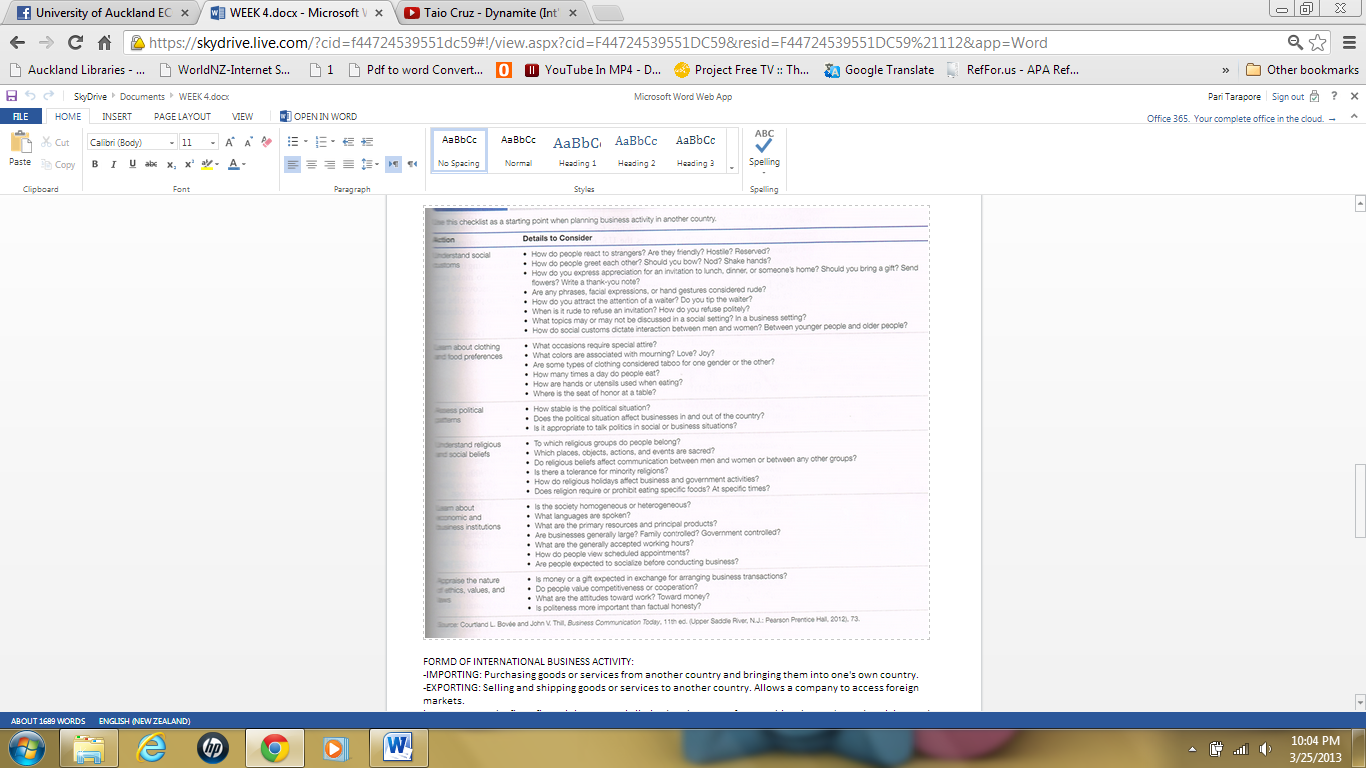 University of Auckland EC
WEEK 4.docx - Microsoft W
Taio Cruz - Dynamite (Int'
https://skydrive.live.com/?cid=f44724539551dc59#!/view.aspx?cid=F44724539551DC59&resid=F44724539551DC59%21112&app=Word
Auckland Libraries - ...
WorldNZ-Internet S...
1
Pdf to word Convert...
YouTube In MP4 - D...
Project Free TV :: Th...
Google Translate
RefFor.us - APA Ref...
»
Other bookmarks
SkyDrive
Documents
WEEK 4.docx
Microsoft Word Web App
Pari Tarapore
Sign out
?
FILE
HOME
INSERT
PAGE LAYOUT
VIEW
OPEN IN WORD
Office 365. Your complete office in the cloud. →
Paste
Cut
Copy
Calibri (Body)
11
B I U abc X₂ X² ab A
AaBbCc
AaBbCc
AaBbCc
AaBbCc
AaBbCc
No Spacing
Normal
Heading 1
Heading 2
Heading 3
ABC
Spelling
Clipboard
Font
Paragraph
Styles
Spelling
Use this checklist as a starting point when planning business activity in another country.
Action
Details to Consider
Understand social
customs
• How do people react to strangers? Are they friendly? Hostile? Reserved?
• How do people greet each other? Should you bow? Nod? Shake hands?
• How do you express appreciation for an invitation to lunch, dinner, or someone's home? Should you bring a gift? Send
flowers? Write a thank-you note?
• Are any phrases, facial expressions, or hand gestures considered rude?
• How do you attract the attention of a waiter? Do you tip the waiter?
• When is it rude to refuse an invitation? How do you refuse politely?
• What topics may or may not be discussed in a social setting? In a business setting?
• How do social customs dictate interaction between men and women? Between younger people and older people?
Learn about clothing
and food preferences
• What occasions require special attire?
• What colors are associated with mourning? Love? Joy?
• Are some types of clothing considered taboo for one gender or the other?
• How many times a day do people eat?
• How are hands or utensils used when eating?
• Where is the seat of honor at a table?
Assess political
patterns
• How stable is the political situation?
• Does the political situation affect businesses in and out of the country?
• Is it appropriate to talk politics in social or business situations?
Understand religious
and social beliefs
• To which religious groups do people belong?
• Which places, objects, actions, and events are sacred?
• Do religious beliefs affect communication between men and women or between any other groups?
• Is there a tolerance for minority religions?
• How do religious holidays affect business and government activities?
• Does religion require or prohibit eating specific foods? At specific times?
Learn about
economic and
business institutions
• Is the society homogeneous or heterogeneous?
• What languages are spoken?
• What are the primary resources and principal products?
• Are businesses generally large? Family controlled? Government controlled?
• What are the generally accepted working hours?
• How do people view scheduled appointments?
• Are people expected to socialize before conducting business?
Appraise the nature
of ethics, values, and
laws
• Is money or a gift expected in exchange for arranging business transactions?
• Do people value competitiveness or cooperation?
• What are the attitudes toward work? Toward money?
• Is politeness more important than factual honesty?
Source: Courtland L. Bovée and John V. Thill, Business Communication Today, 11th ed. (Upper Saddle River, N.J.: Pearson Prentice Hall, 2012), 73.
FORMD OF INTERNATIONAL BUSINESS ACTIVITY:
-IMPORTING: Purchasing goods or services from another country and bringing them into one's own country.
-EXPORTING: Selling and shipping goods or services to another country. Allows a company to access foreign
markets.
ABOUT 1689 WORDS
ENGLISH (NEW ZEALAND)
hp
10:04 PM
3/25/2013